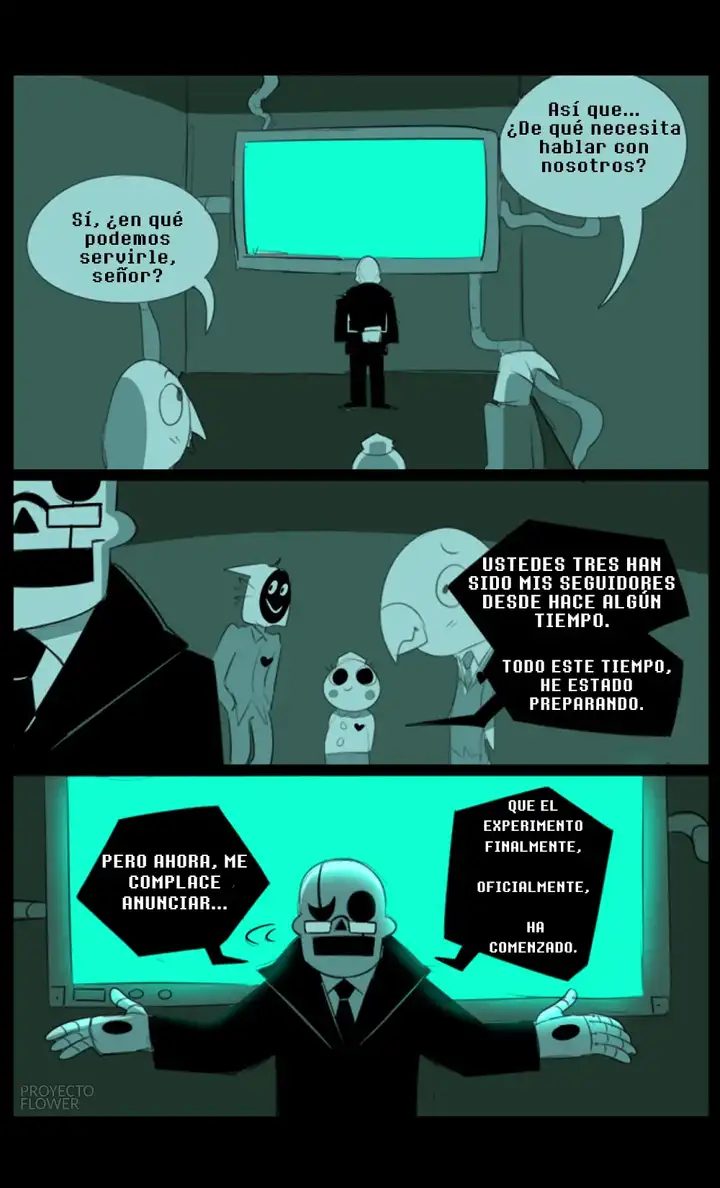 Así que...
¿De qué necesita
hablar con
nosotros?
Sí, ¿en qué
podemos
servirle,
señor?
USTEDES TRES HAN
SIDO MIS SEGUIDORES
DESDE HACE ALGÚN
TIEMPO.
TODO ESTE TIEMPO,
HE ESTADO
PREPARANDO.
PERO AHORA, ME
COMPLACE
ANUNCIAR...
QUE EL
EXPERIMENTO
FINALMENTE,
OFICIALMENTE,
HA
COMENZADO.
PROYECTO
FLOWER